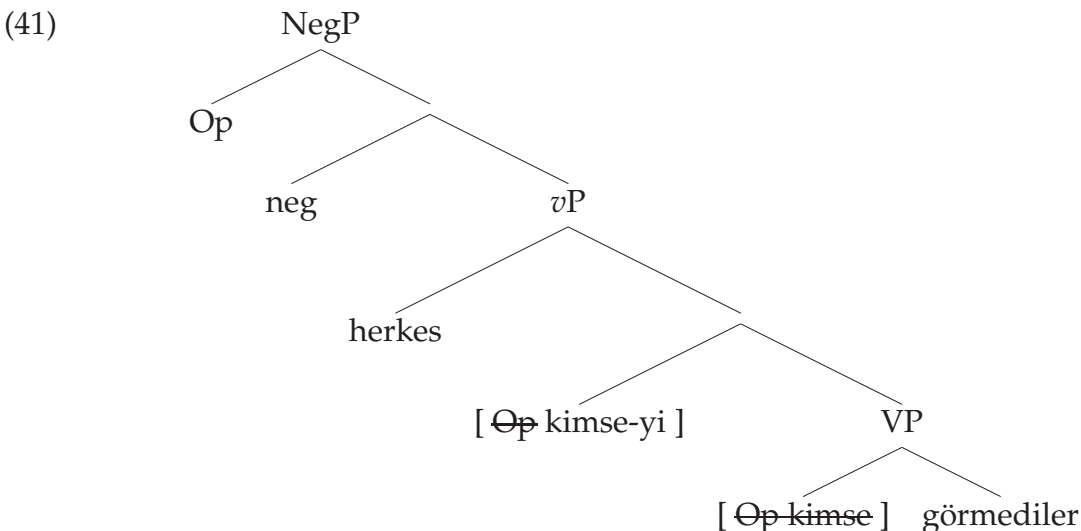 (41) NegP
Op
neg vP
herkes
[ Op kimse-yi ] VP
[ Op kimse ] görmediler